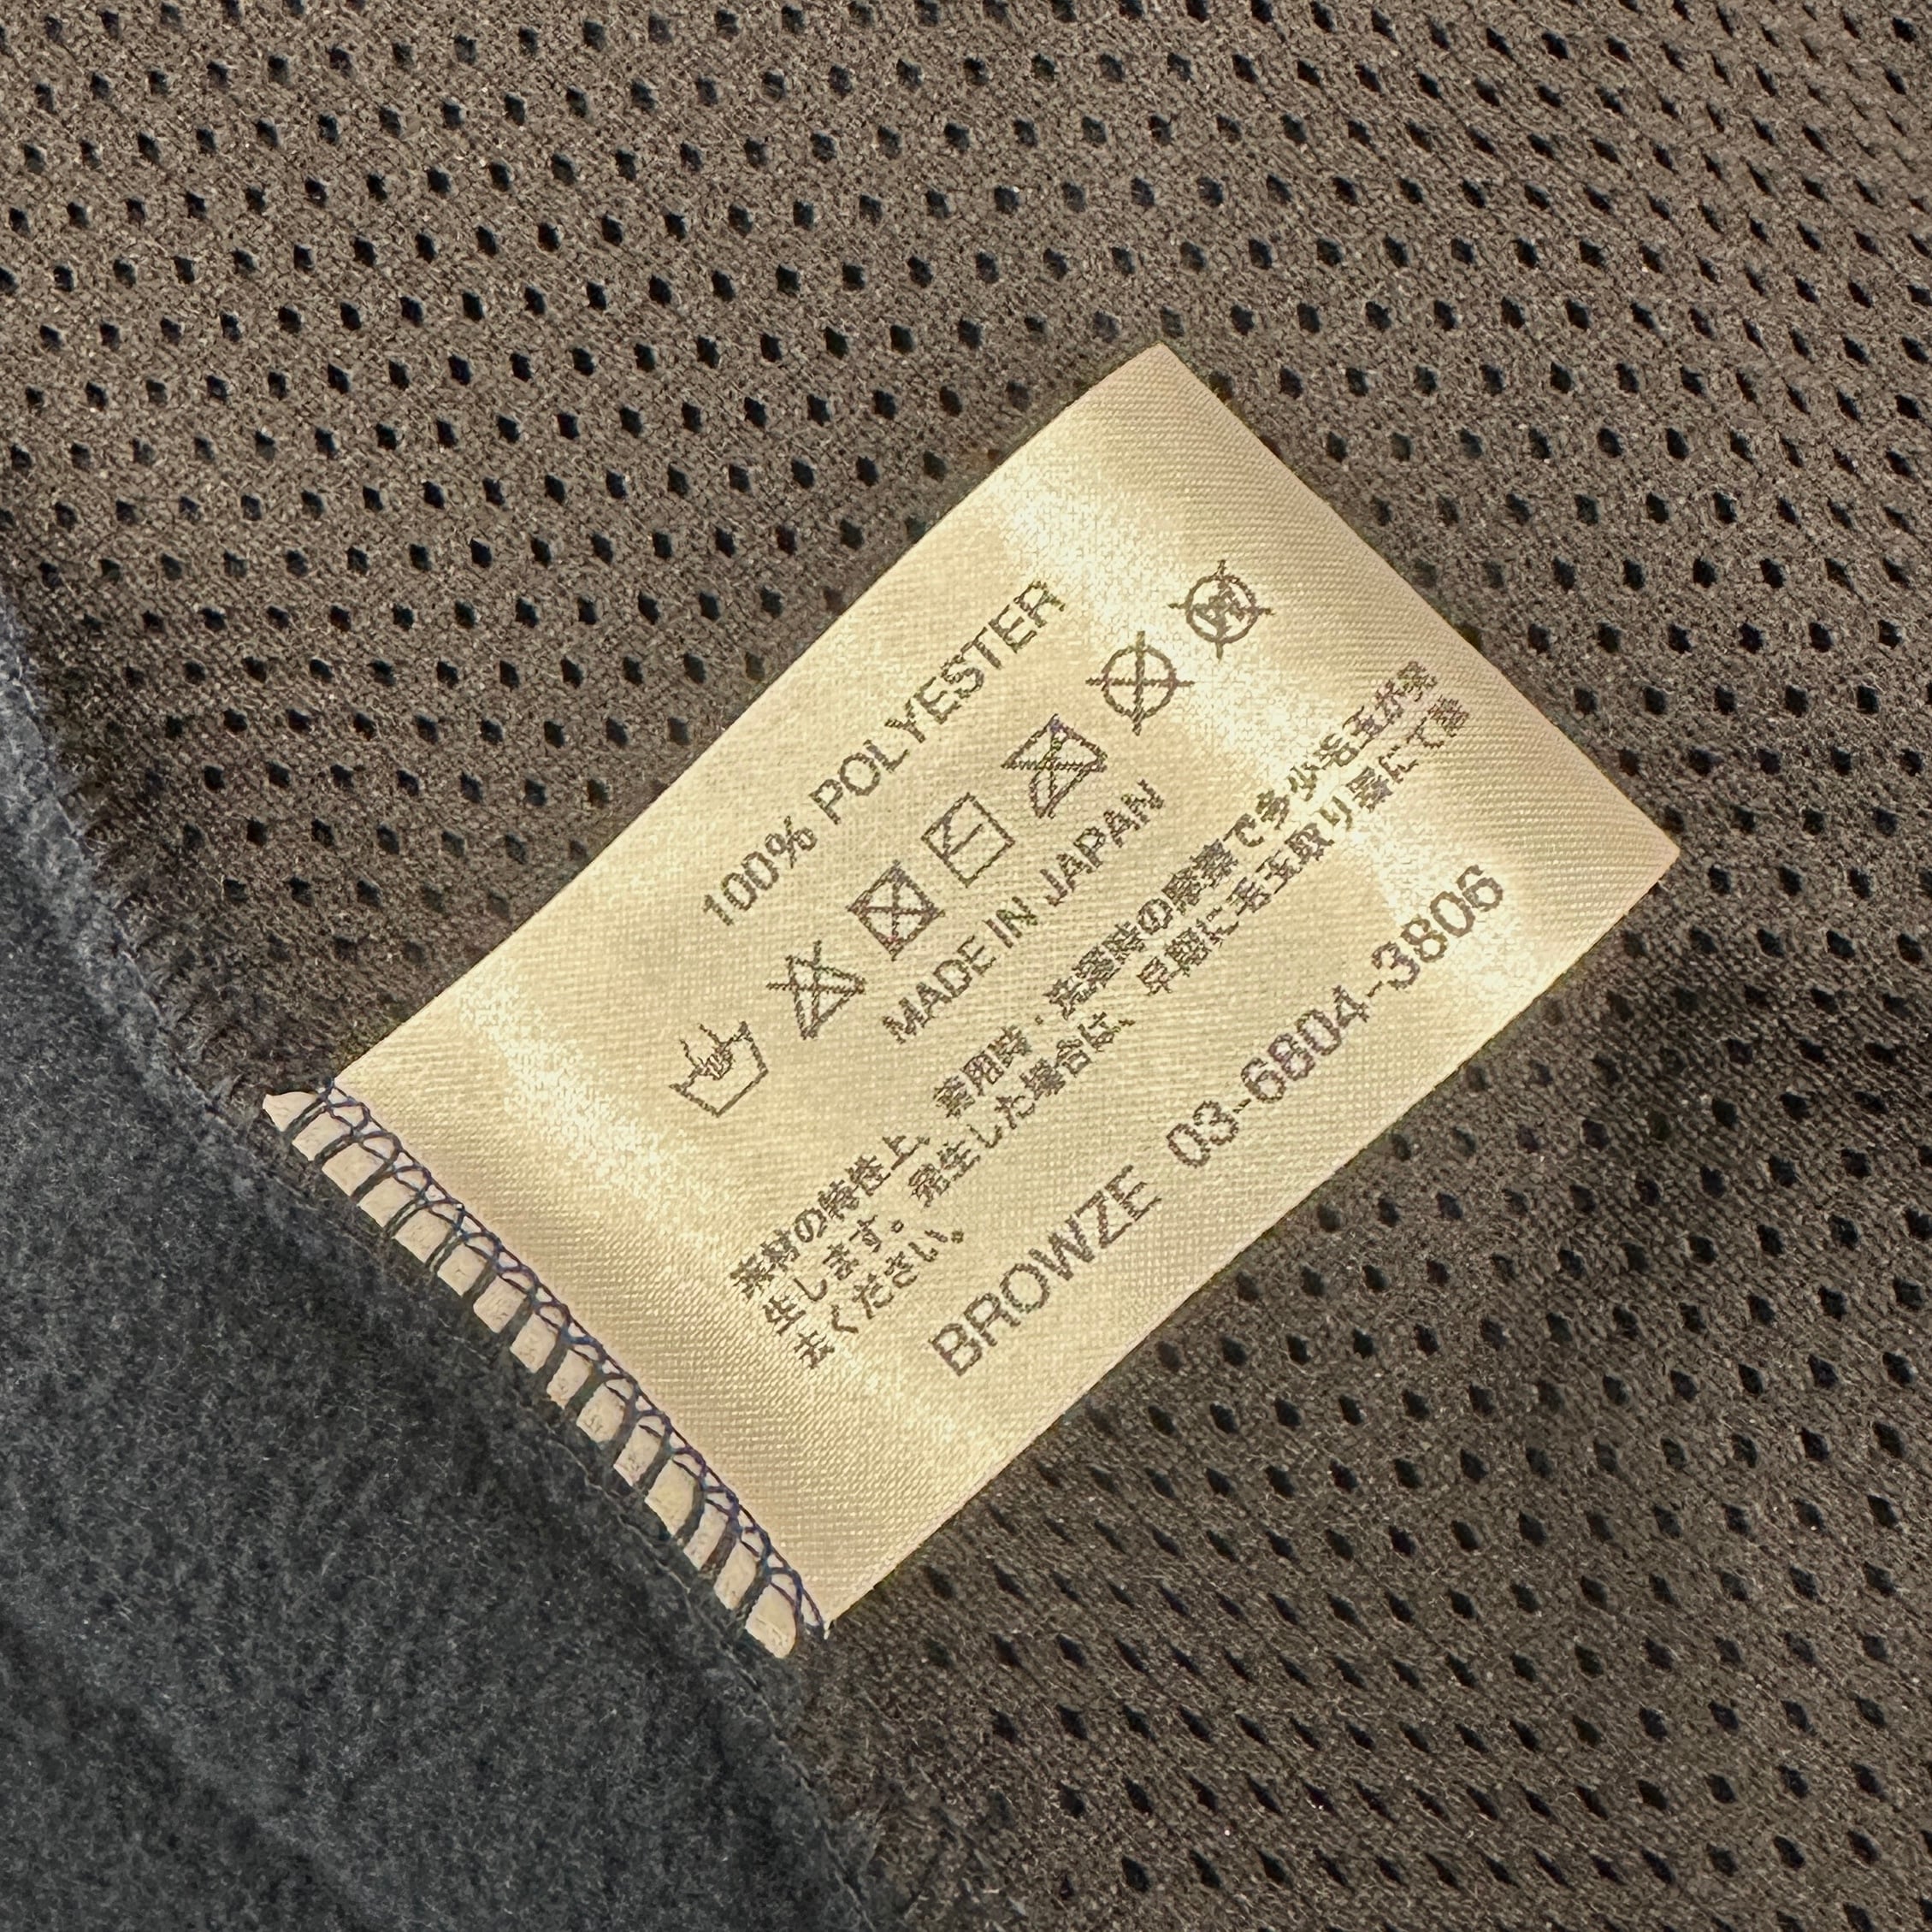 100% POLYESTER
MADE IN JAPAN
素材の特性上、着用時・洗濯時の摩擦で多少毛玉が発
生します。発生した場合は、早期に毛玉取り器にて除
去ください。
BROWZE 03-6804-3806